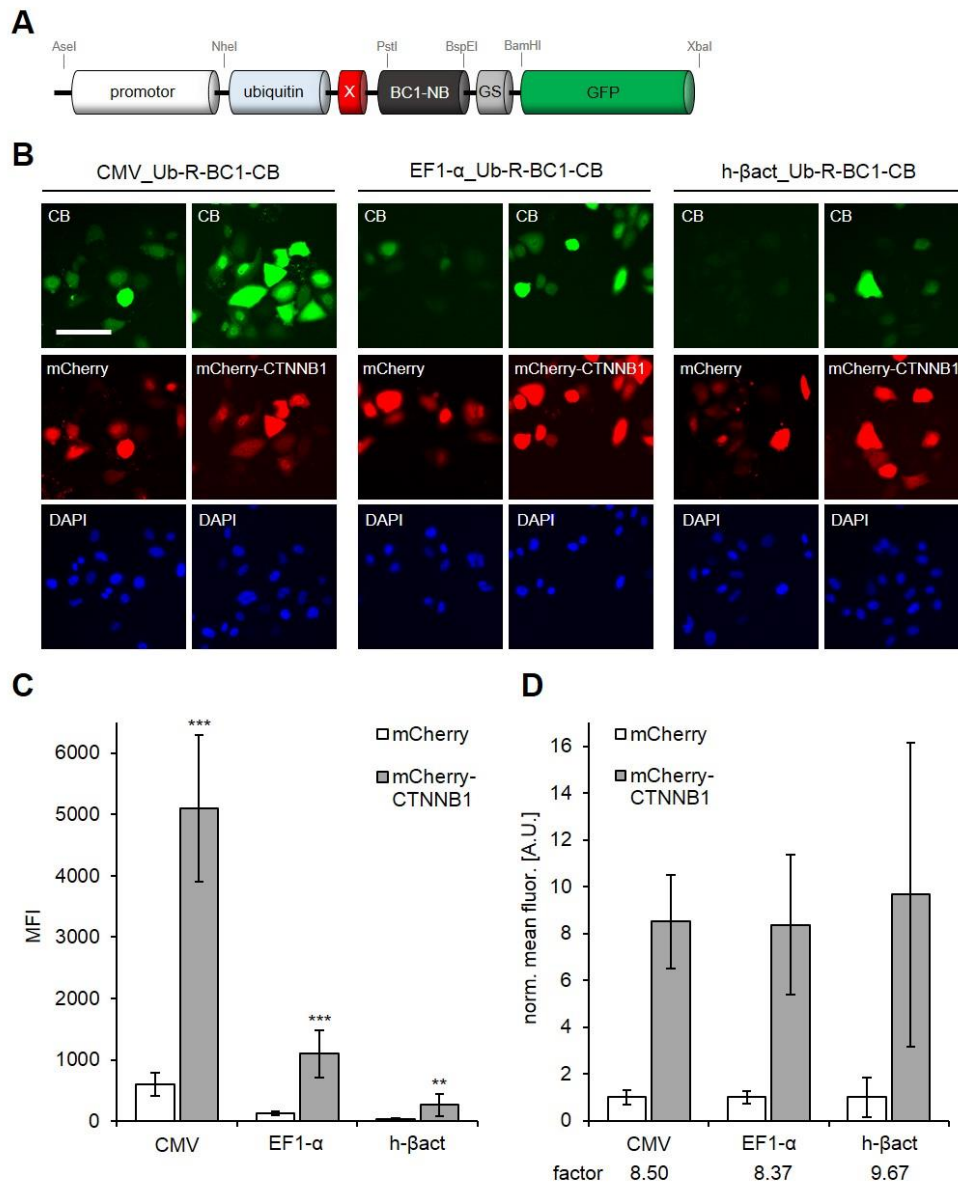 A
AseI NheI PstI BspEI BamHI XbaI
promotor ubiquitin X BC1-NB GS GFP
B
CMV_Ub-R-BC1-CB EF1-α_Ub-R-BC1-CB h-βact_Ub-R-BC1-CB
CB CB CB CB CB CB
mCherry mCherry-CTNNB1 mCherry mCherry-CTNNB1 mCherry mCherry-CTNNB1
DAPI DAPI DAPI DAPI DAPI DAPI
C
MFI
6000
5000
4000
3000
2000
1000
0
*** *** **
mCherry
mCherry-
CTNNB1
CMV EF1-α h-βact
D
norm. mean fluor. [A.U.]
16
14
12
10
8
6
4
2
0
mCherry
mCherry-
CTNNB1
CMV EF1-α h-βact
factor 8.50 8.37 9.67